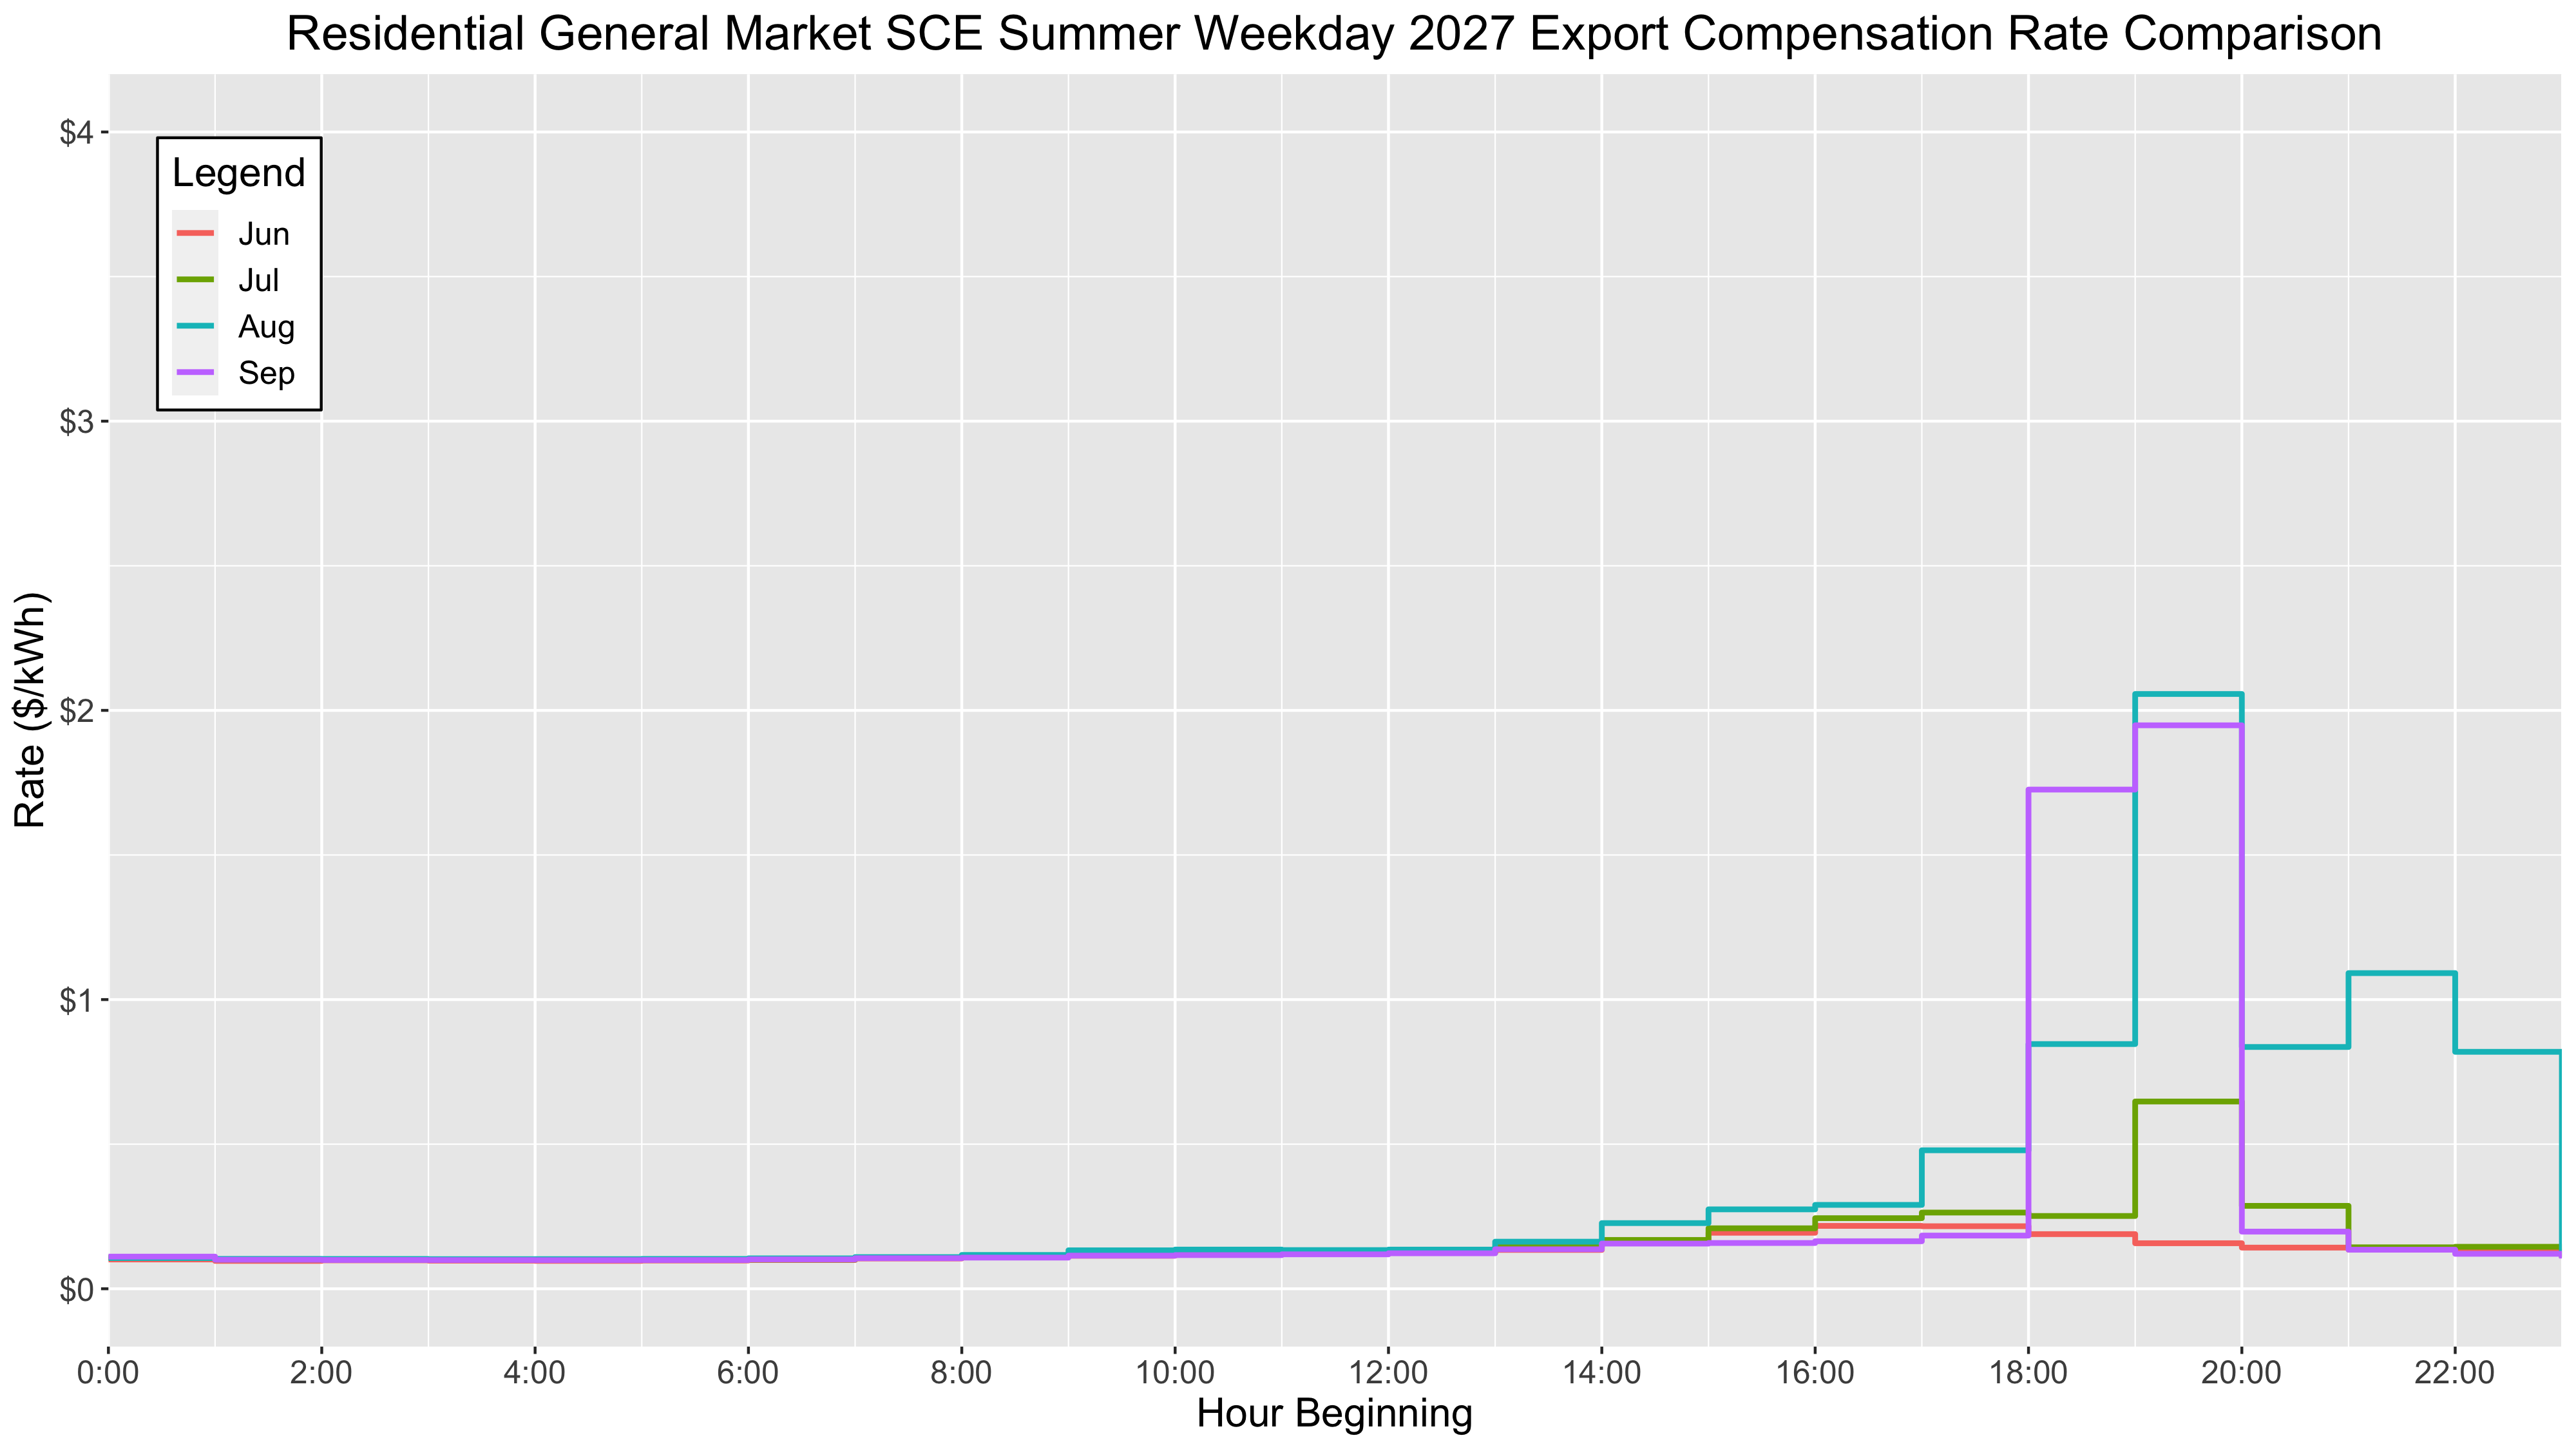 Residential General Market SCE Summer Weekday 2027 Export Compensation Rate Comparison
$4
Legend
Jun
Jul
Aug
Sep
$3
Rate ($/kWh)
$2
$1
$0
0:00 2:00 4:00 6:00 8:00 10:00 12:00 14:00 16:00 18:00 20:00 22:00
Hour Beginning